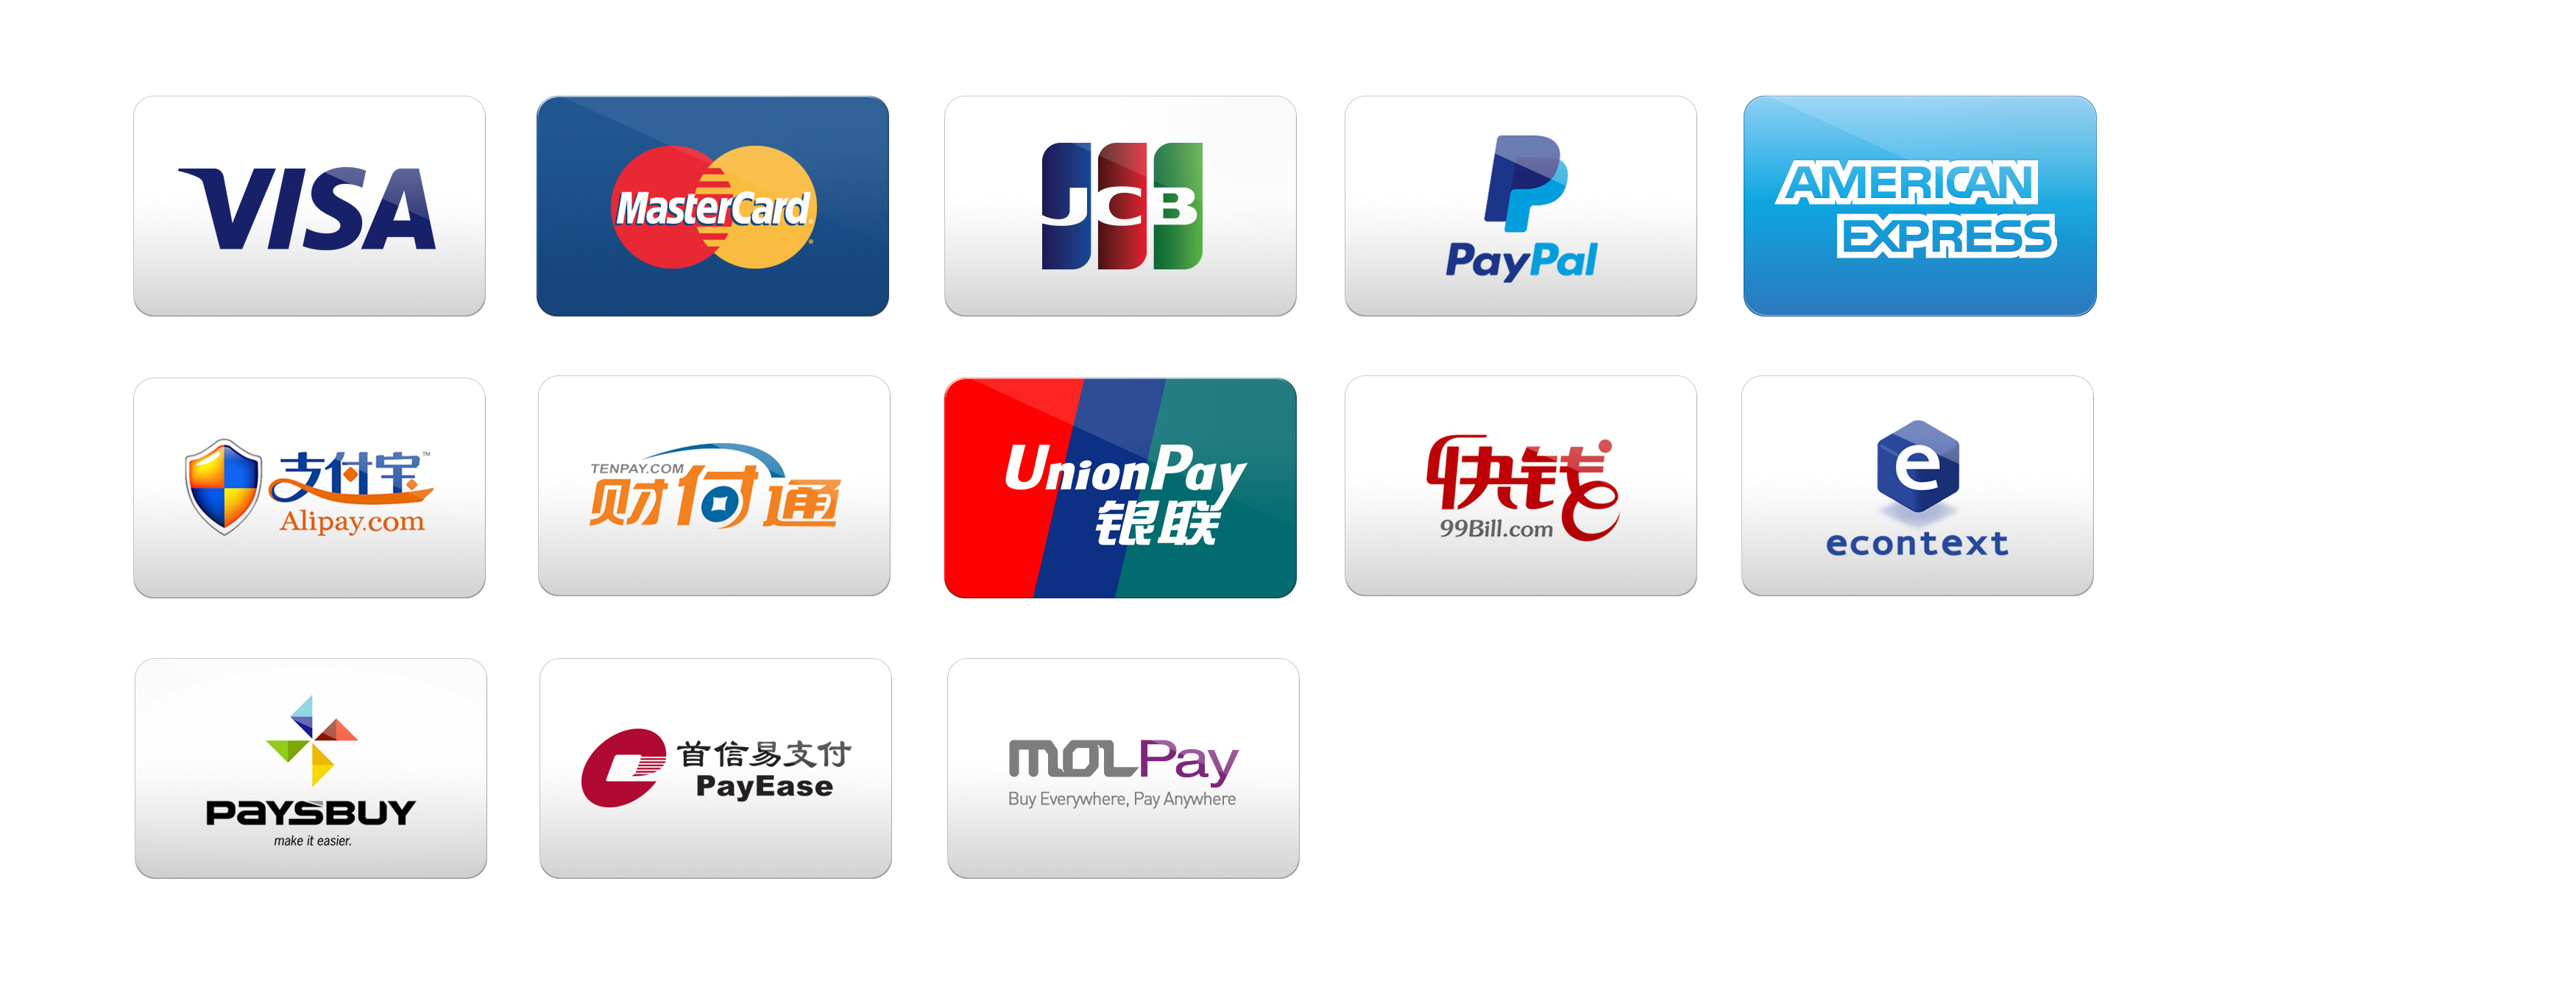 VISA
MasterCard
JCB
PayPal
AMERICAN
EXPRESS
支付宝™
Alipay.com
TENPAY.COM
财付通
UnionPay
银联
快钱
99Bill.com
e
econtext
PAYSBUY
make it easier.
首信易支付
PayEase
MOLPay
Buy Everywhere, Pay Anywhere